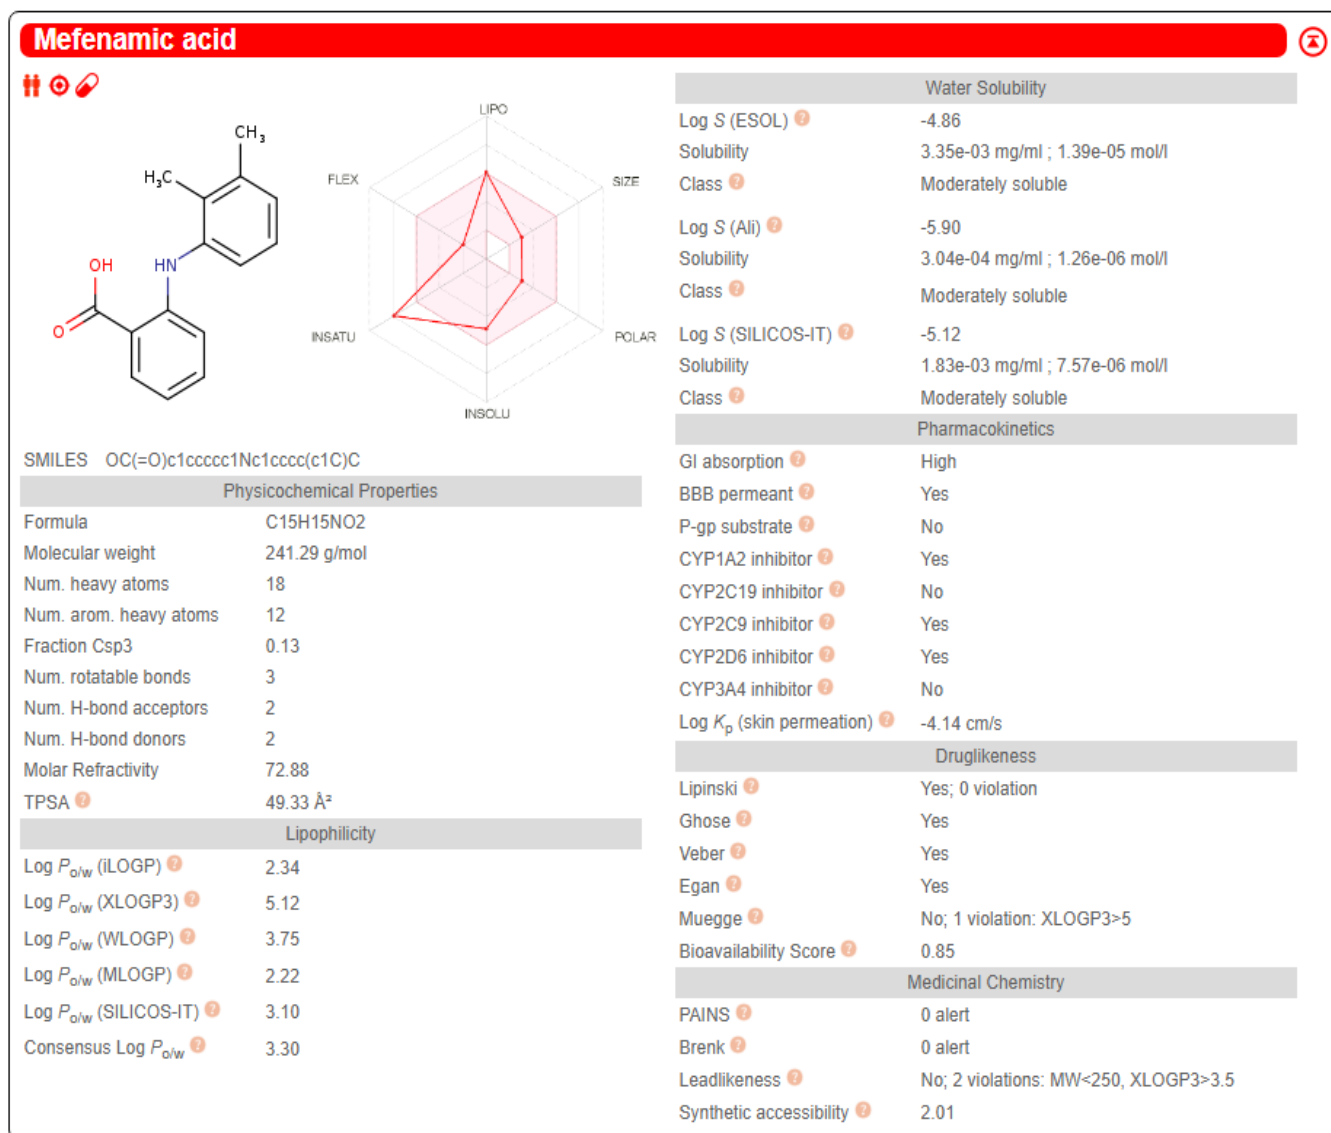 Mefenamic acid
CH3
H3C
OH
HN
O
LIPO
FLEX
SIZE
INSATU
POLAR
INSOLU
SMILES OC(=O)c1ccccc1Nc1cccc(c1C)C
Physicochemical Properties
Formula C15H15NO2
Molecular weight 241.29 g/mol
Num. heavy atoms 18
Num. arom. heavy atoms 12
Fraction Csp3 0.13
Num. rotatable bonds 3
Num. H-bond acceptors 2
Num. H-bond donors 2
Molar Refractivity 72.88
TPSA ? 49.33 Å²
Lipophilicity
Log Po/w (iLOGP) ? 2.34
Log Po/w (XLOGP3) ? 5.12
Log Po/w (WLOGP) ? 3.75
Log Po/w (MLOGP) ? 2.22
Log Po/w (SILICOS-IT) ? 3.10
Consensus Log Po/w ? 3.30
Water Solubility
Log S (ESOL) ? -4.86
Solubility 3.35e-03 mg/ml ; 1.39e-05 mol/l
Class ? Moderately soluble
Log S (Ali) ? -5.90
Solubility 3.04e-04 mg/ml ; 1.26e-06 mol/l
Class ? Moderately soluble
Log S (SILICOS-IT) ? -5.12
Solubility 1.83e-03 mg/ml ; 7.57e-06 mol/l
Class ? Moderately soluble
Pharmacokinetics
GI absorption ? High
BBB permeant ? Yes
P-gp substrate ? No
CYP1A2 inhibitor ? Yes
CYP2C19 inhibitor ? No
CYP2C9 inhibitor ? Yes
CYP2D6 inhibitor ? Yes
CYP3A4 inhibitor ? No
Log Kp (skin permeation) ? -4.14 cm/s
Druglikeness
Lipinski ? Yes; 0 violation
Ghose ? Yes
Veber ? Yes
Egan ? Yes
Muegge ? No; 1 violation: XLOGP3>5
Bioavailability Score ? 0.85
Medicinal Chemistry
PAINS ? 0 alert
Brenk ? 0 alert
Leadlikeness ? No; 2 violations: MW<250, XLOGP3>3.5
Synthetic accessibility ? 2.01